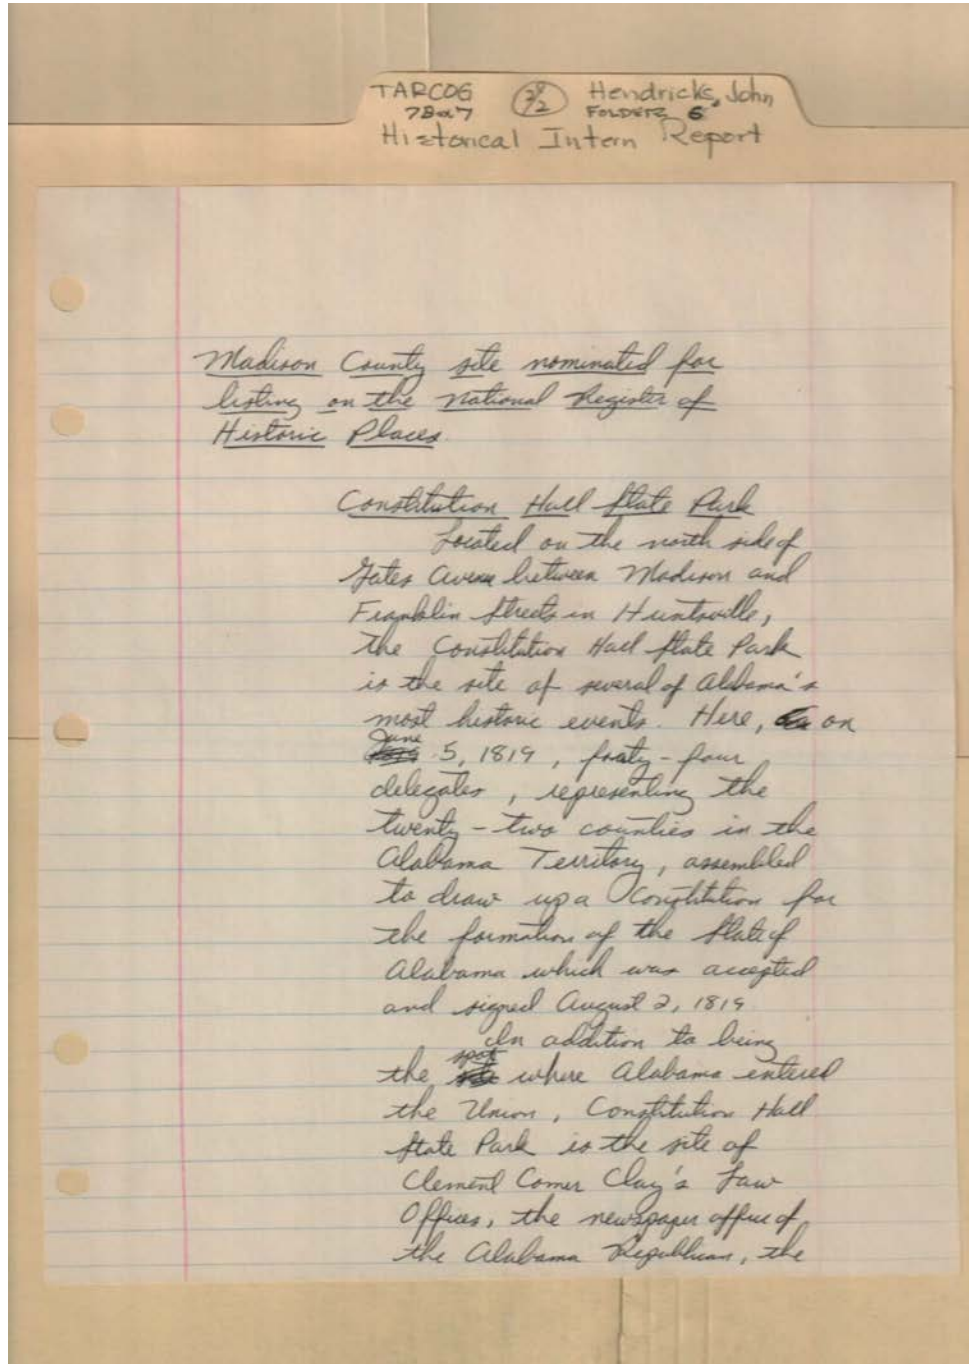 TARCOG
Hendricks, John
FOLDER 6
Historical Intern Report
Madison County site nominated for
listing on the National Register of
Historic Places.
Constitution Hall State Park
Located on the north side of
Gates Avenue between Madison and
Franklin Streets in Huntsville,
the Constitution Hall State Park
is the site of several of Alabama's
most historic events. Here, on
June 5, 1819, forty-four
delegates, representing the
twenty-two counties in the
Alabama Territory, assembled
to draw up a Constitution for
the formation of the State of
Alabama which was accepted
and signed August 2, 1819
In addition to being
the spot where Alabama entered
the Union, Constitution Hall
State Park is the site of
Clement Comer Clay's Law
Offices, the newspaper office of
the Alabama Republican, the